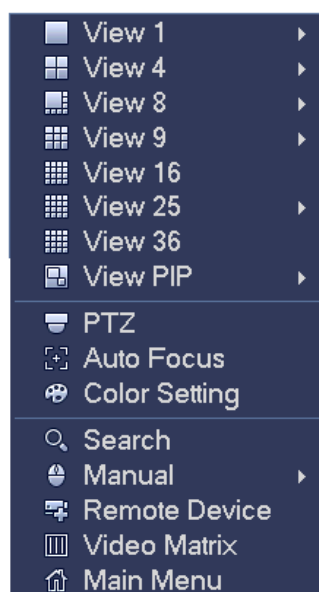 View 1
View 4
View 8
View 9
View 16
View 25
View 36
View PIP
PTZ
Auto Focus
Color Setting
Search
Manual
Remote Device
Video Matrix
Main Menu